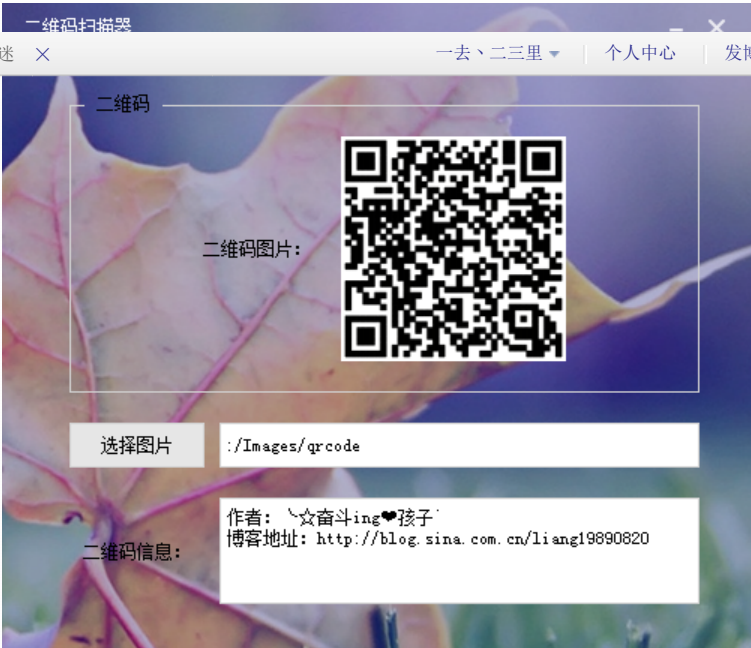 二维码扫描器
迷
一去、二三里 个人中心 发博
二维码
二维码图片：
选择图片 :/Images/qrcode
二维码信息：
作者：╰☆奋斗ing❤孩子`
博客地址：http://blog.sina.com.cn/liang19890820